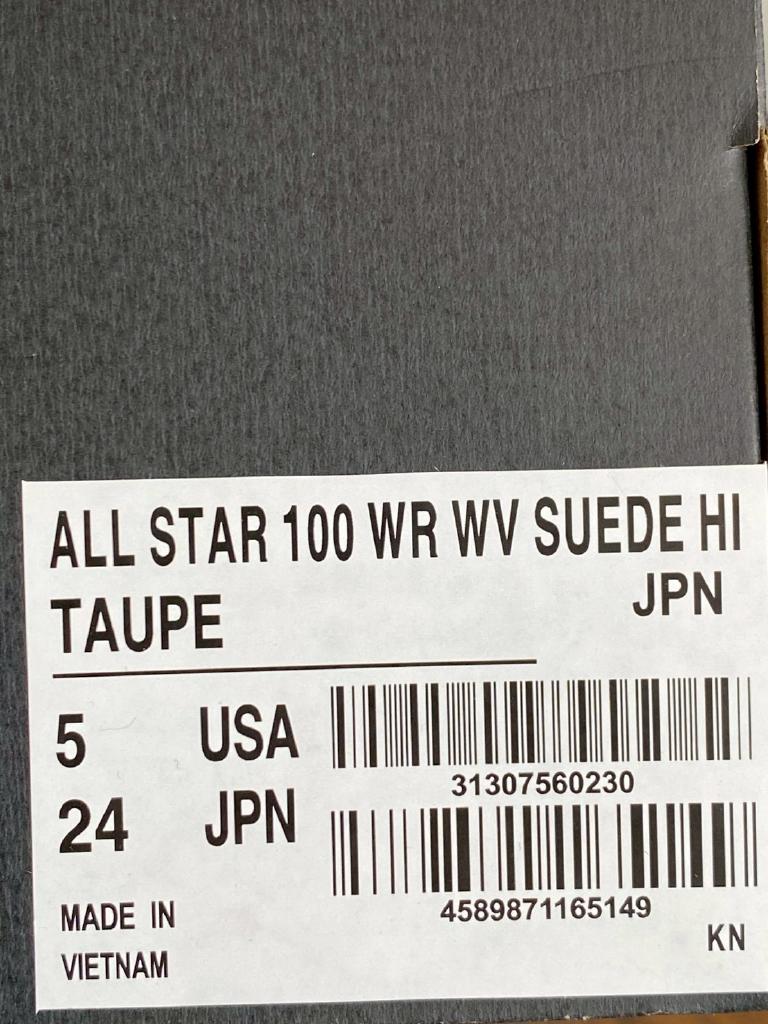 ALL STAR 100 WR WV SUEDE HI
TAUPE JPN
5 USA
31307560230
24 JPN
4589871165149
MADE IN
VIETNAM
KN